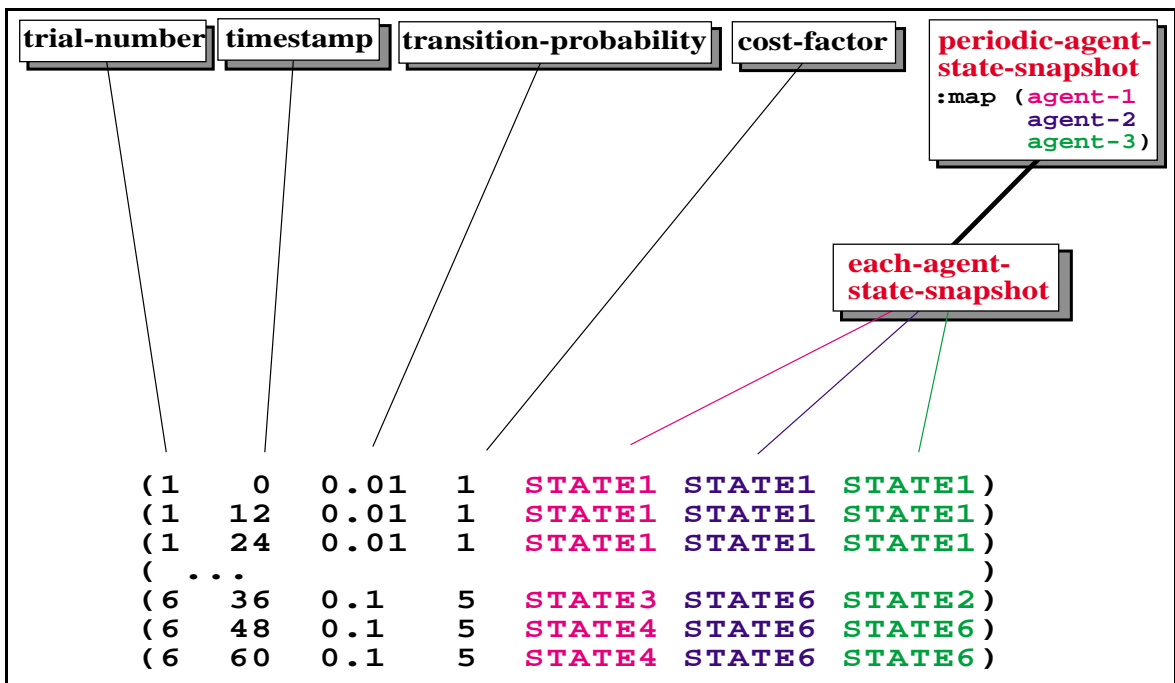 trial-number timestamp transition-probability cost-factor
periodic-agent-
state-snapshot
:map (agent-1
agent-2
agent-3)
each-agent-
state-snapshot
(1 0 0.01 1 STATE1 STATE1 STATE1)
(1 12 0.01 1 STATE1 STATE1 STATE1)
(1 24 0.01 1 STATE1 STATE1 STATE1)
( ... )
(6 36 0.1 5 STATE3 STATE6 STATE2)
(6 48 0.1 5 STATE4 STATE6 STATE6)
(6 60 0.1 5 STATE4 STATE6 STATE6)